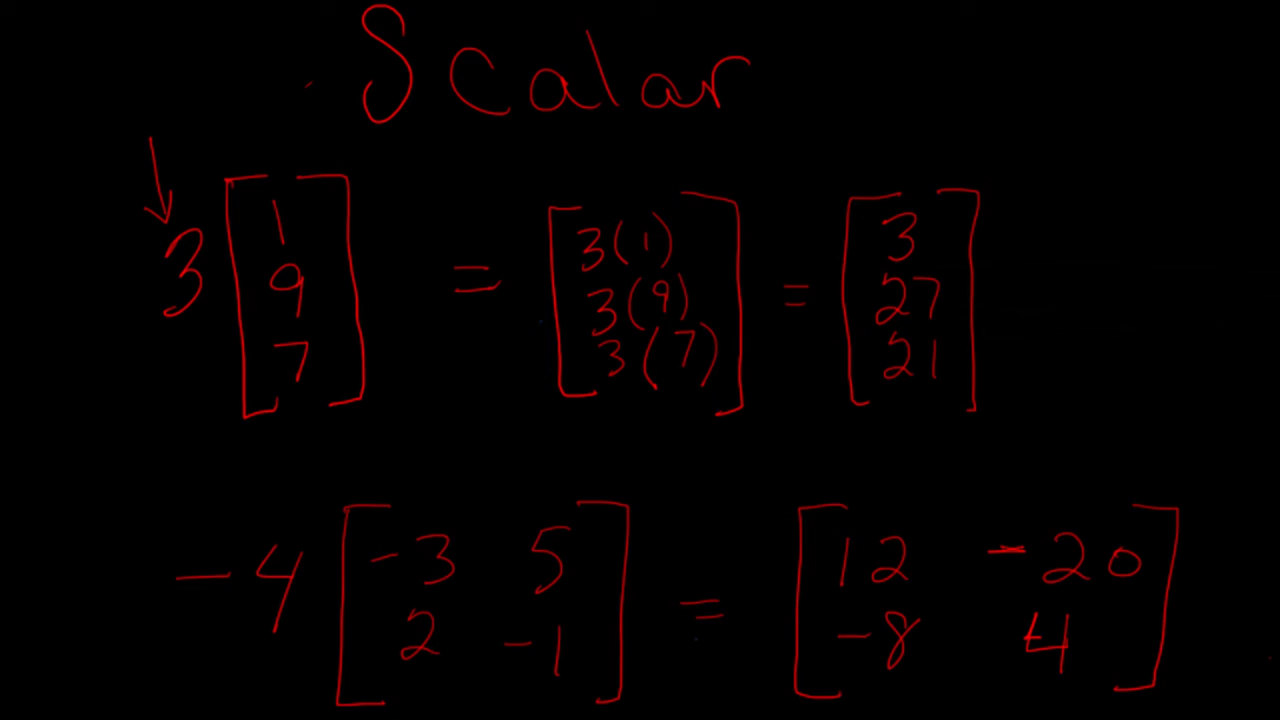 Scalar
3 [1 9 7] = [3(1) 3(9) 3(7)] = [3 27 21]
-4 [-3 5 2 -1] = [12 -20 -8 4]